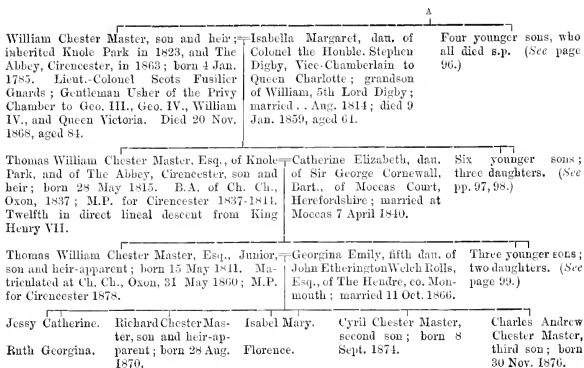 A
William Chester Master, son and heir;
inherited Knole Park in 1823, and The
Abbey, Cirencester, in 1863; born 4 Jan.
1785. Lieut.-Colonel Scots Fusilier
Guards; Gentleman Usher of the Privy
Chamber to Geo. III., Geo. IV., William
IV., and Queen Victoria. Died 20 Nov.
1868, aged 84.
Isabella Margaret, dau. of
Colonel the Honble. Stephen
Digby, Vice-Chamberlain to
Queen Charlotte; grandson
of William, 5th Lord Digby;
married . . Aug. 1814; died 9
Jan. 1859, aged 61.
Four younger sons, who
all died s.p. (See page
96.)
Thomas William Chester Master, Esq., of Knole
Park, and of The Abbey, Cirencester, son and
heir; born 28 May 1815. B.A. of Ch. Ch.,
Oxon, 1837; M.P. for Cirencester 1837-1844.
Twelfth in direct lineal descent from King
Henry VII.
Catherine Elizabeth, dau.
of Sir George Cornewall,
Bart., of Moccas Court,
Herefordshire; married at
Moccas 7 April 1840.
Six younger sons;
three daughters. (See
pp. 97, 98.)
Thomas William Chester Master, Esq., Junior,
son and heir-apparent; born 15 May 1841. Ma-
triculated at Ch. Ch., Oxon, 31 May 1860; M.P.
for Cirencester 1878.
Georgina Emily, fifth dau. of
John Etherington Welch Rolls,
Esq., of The Hendre, co. Mon-
mouth; married 11 Oct. 1866.
Three younger sons;
two daughters. (See
page 99.)
Jessy Catherine.
Ruth Georgina.
Richard Chester Mas-
ter, son and heir-ap-
parent; born 28 Aug.
1870.
Isabel Mary.
Florence.
Cyril Chester Master,
second son; born 8
Sept. 1874.
Charles Andrew
Chester Master,
third son; born
30 Nov. 1876.